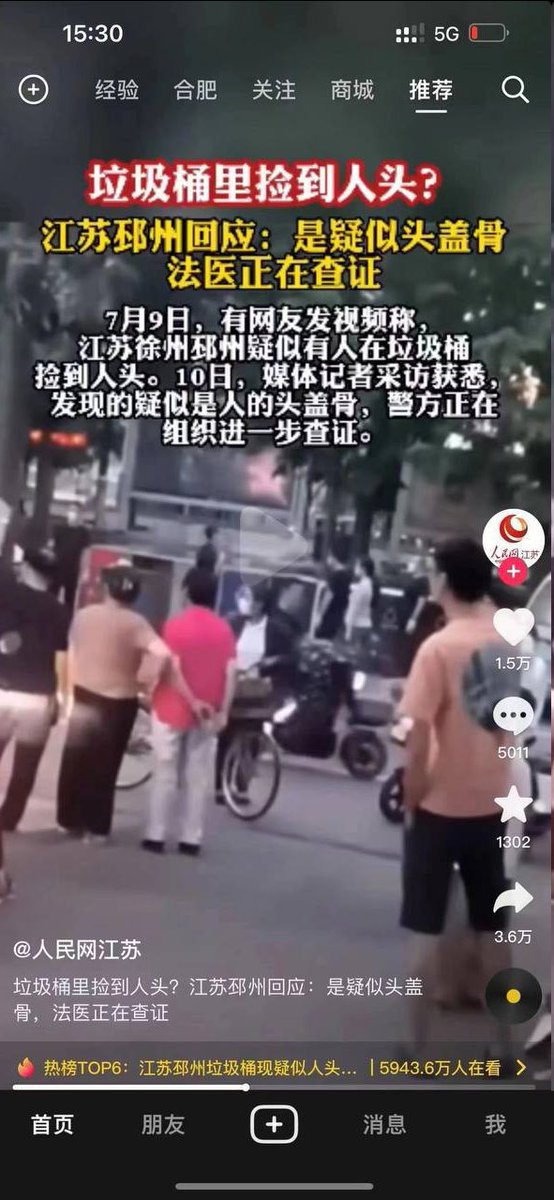 15:30
5G
经验 合肥 关注 商城 推荐
垃圾桶里捡到人头？
江苏邳州回应：是疑似头盖骨
法医正在查证
7月9日，有网友发视频称，
江苏徐州邳州疑似有人在垃圾桶
捡到人头。10日，媒体记者采访获悉，
发现的疑似是人的头盖骨，警方正在
组织进一步查证。
人民网江苏
1.5万
5011
1302
3.6万
@人民网江苏
垃圾桶里捡到人头？江苏邳州回应：是疑似头盖
骨，法医正在查证
热榜TOP6：江苏邳州垃圾桶现疑似人头... | 5943.6万人在看
首页 朋友 消息 我